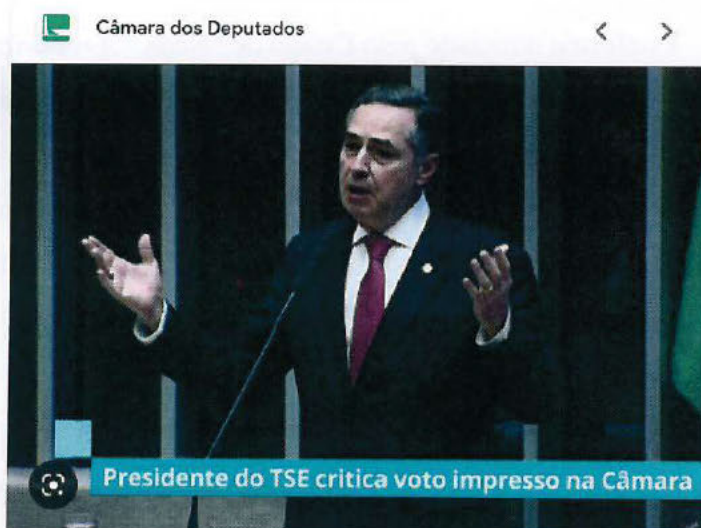 Câmara dos Deputados
Presidente do TSE critica voto impresso na Câmara